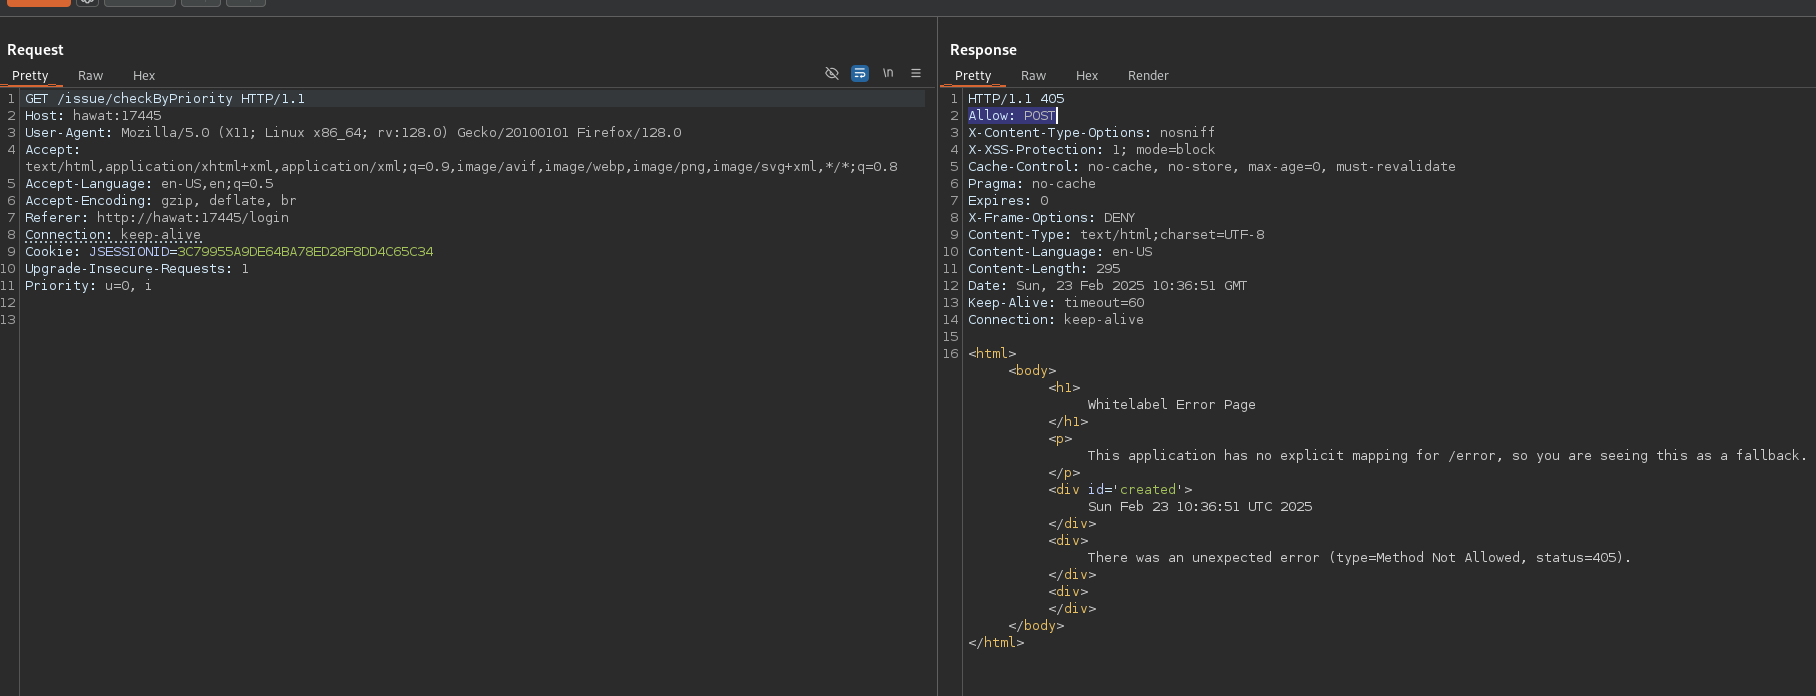 Request
Pretty Raw Hex
\n
1 GET /issue/checkByPriority HTTP/1.1
2 Host: hawat:17445
3 User-Agent: Mozilla/5.0 (X11; Linux x86_64; rv:128.0) Gecko/20100101 Firefox/128.0
4 Accept:
text/html,application/xhtml+xml,application/xml;q=0.9,image/avif,image/webp,image/png,image/svg+xml,*/*;q=0.8
5 Accept-Language: en-US,en;q=0.5
6 Accept-Encoding: gzip, deflate, br
7 Referer: http://hawat:17445/login
8 Connection: keep-alive
9 Cookie: JSESSIONID=3C79955A9DE64BA78ED28F8DD4C65C34
10 Upgrade-Insecure-Requests: 1
11 Priority: u=0, i
12
13
Response
Pretty Raw Hex Render
1 HTTP/1.1 405
2 Allow: POST
3 X-Content-Type-Options: nosniff
4 X-XSS-Protection: 1; mode=block
5 Cache-Control: no-cache, no-store, max-age=0, must-revalidate
6 Pragma: no-cache
7 Expires: 0
8 X-Frame-Options: DENY
9 Content-Type: text/html;charset=UTF-8
10 Content-Language: en-US
11 Content-Length: 295
12 Date: Sun, 23 Feb 2025 10:36:51 GMT
13 Keep-Alive: timeout=60
14 Connection: keep-alive
15
16 <html>
<body>
<h1>
Whitelabel Error Page
</h1>
<p>
This application has no explicit mapping for /error, so you are seeing this as a fallback.
</p>
<div id='created'>
Sun Feb 23 10:36:51 UTC 2025
</div>
<div>
There was an unexpected error (type=Method Not Allowed, status=405).
</div>
<div>
</div>
</body>
</html>